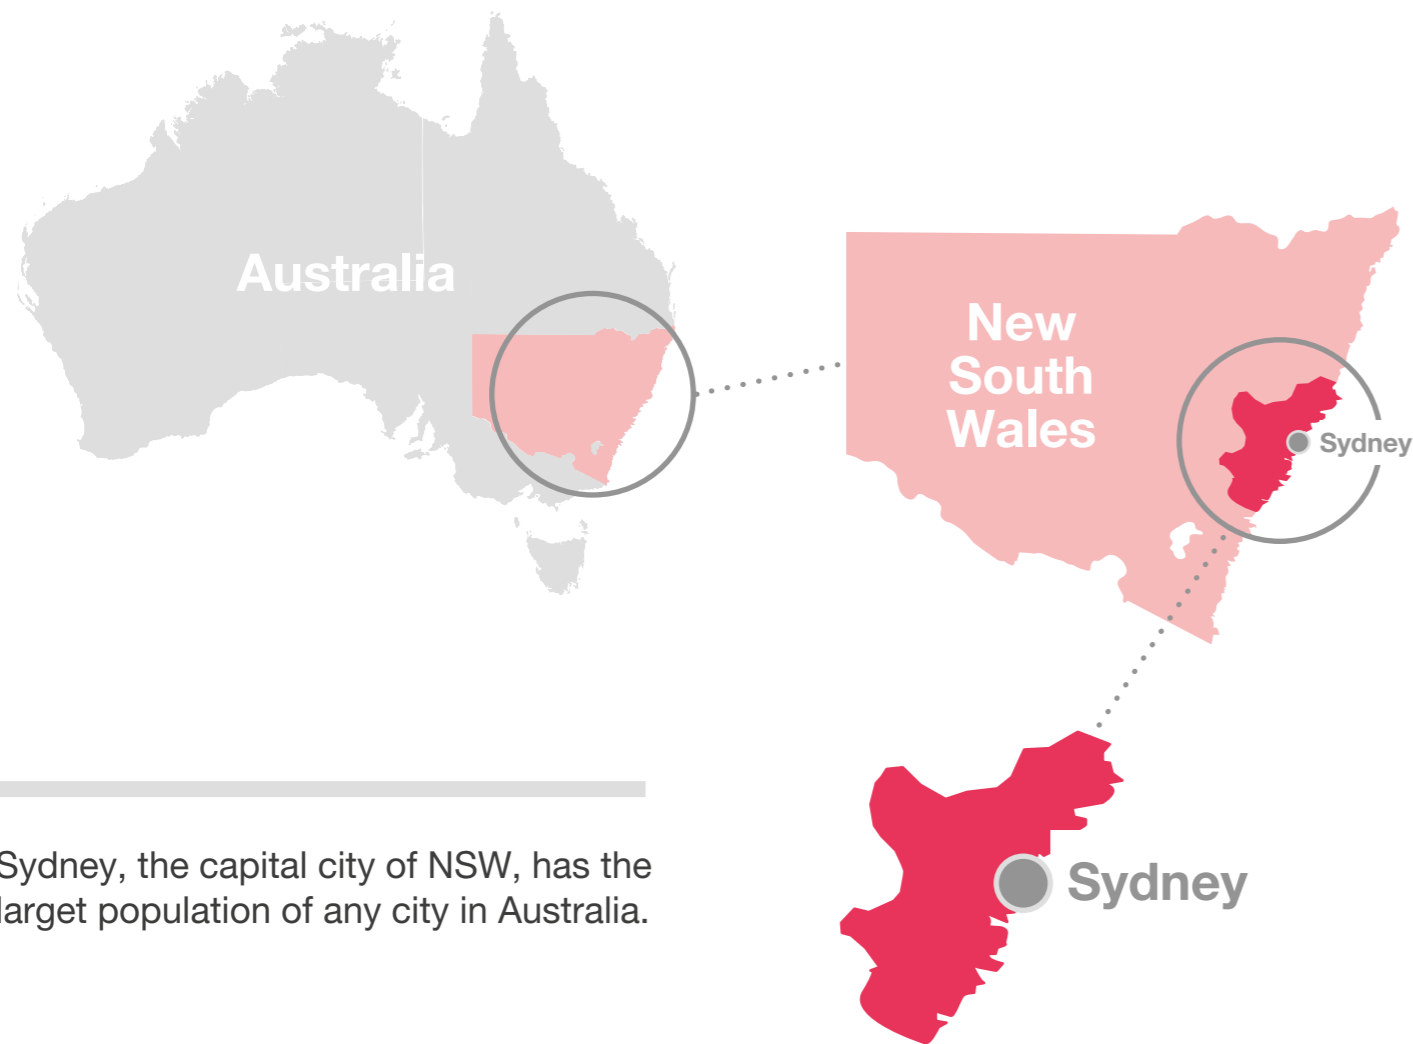 Australia
New
South
Wales
Sydney
Sydney
Sydney, the capital city of NSW, has the
larget population of any city in Australia.